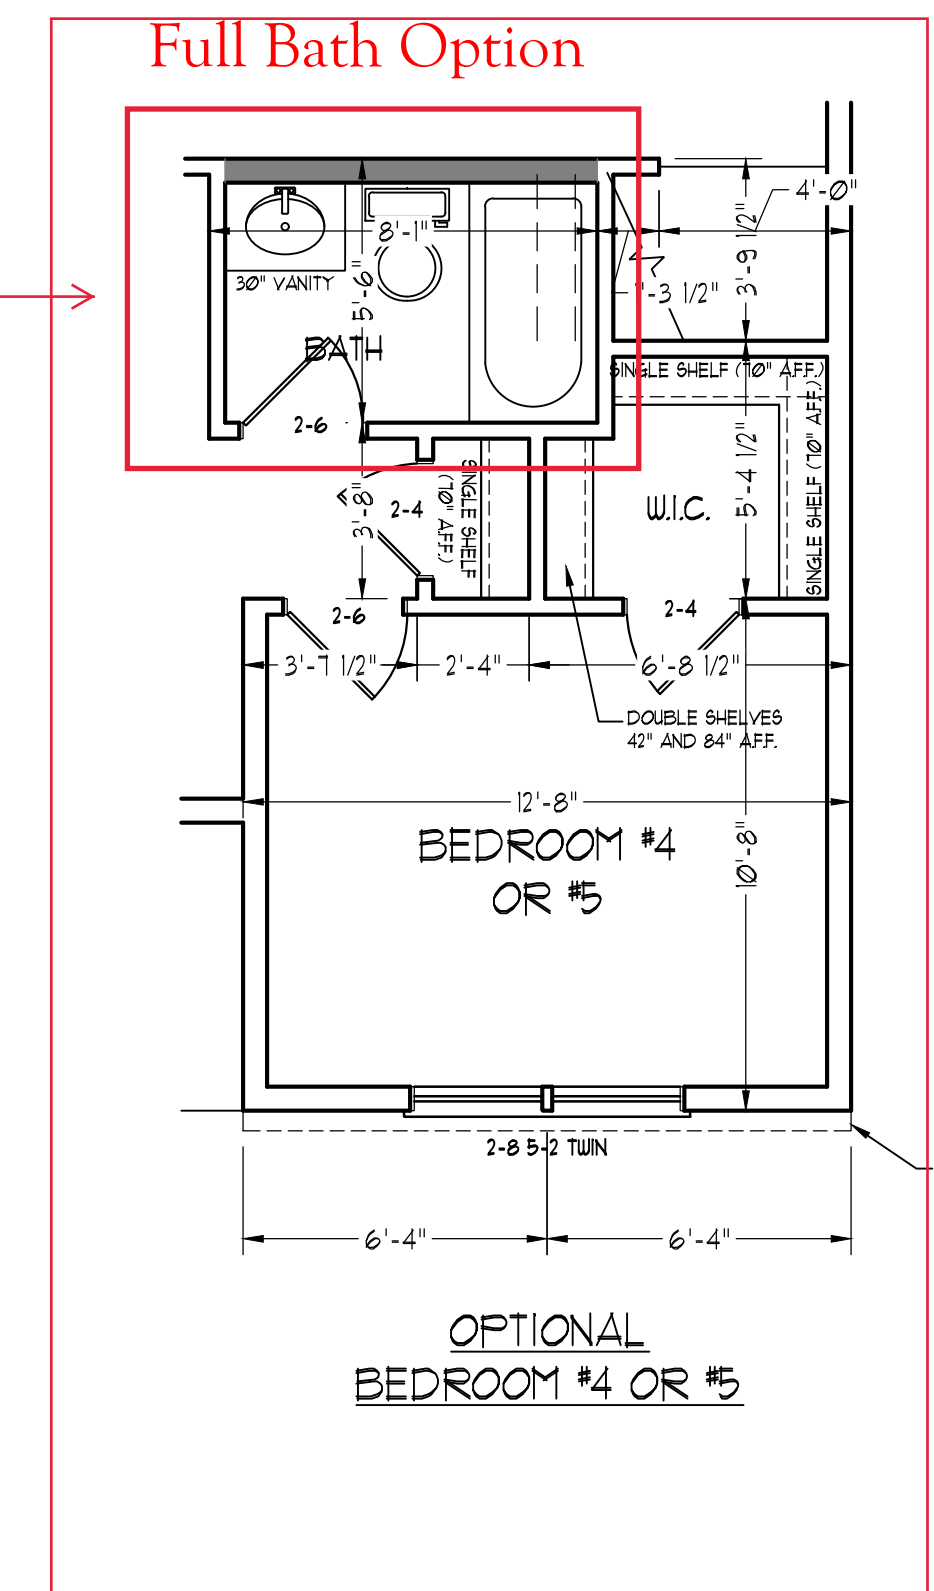 Full Bath Option
4'-0"
8'-1"
3'-9 1/2"
5'-6"
30" VANITY
-3 1/2"
BATH
SINGLE SHELF (70" A.F.F.)
2-6
SINGLE SHELF (70" A.F.F.)
5'-4 1/2"
3'-8"
SINGLE SHELF
(70" A.F.F.)
2-4
W.I.C.
2-6
2-4
3'-7 1/2"
2'-4"
6'-8 1/2"
DOUBLE SHELVES
42" AND 84" A.F.F.
12'-8"
BEDROOM #4
OR #5
10'-8"
2-8 5-2 TWIN
6'-4"
6'-4"
OPTIONAL
BEDROOM #4 OR #5